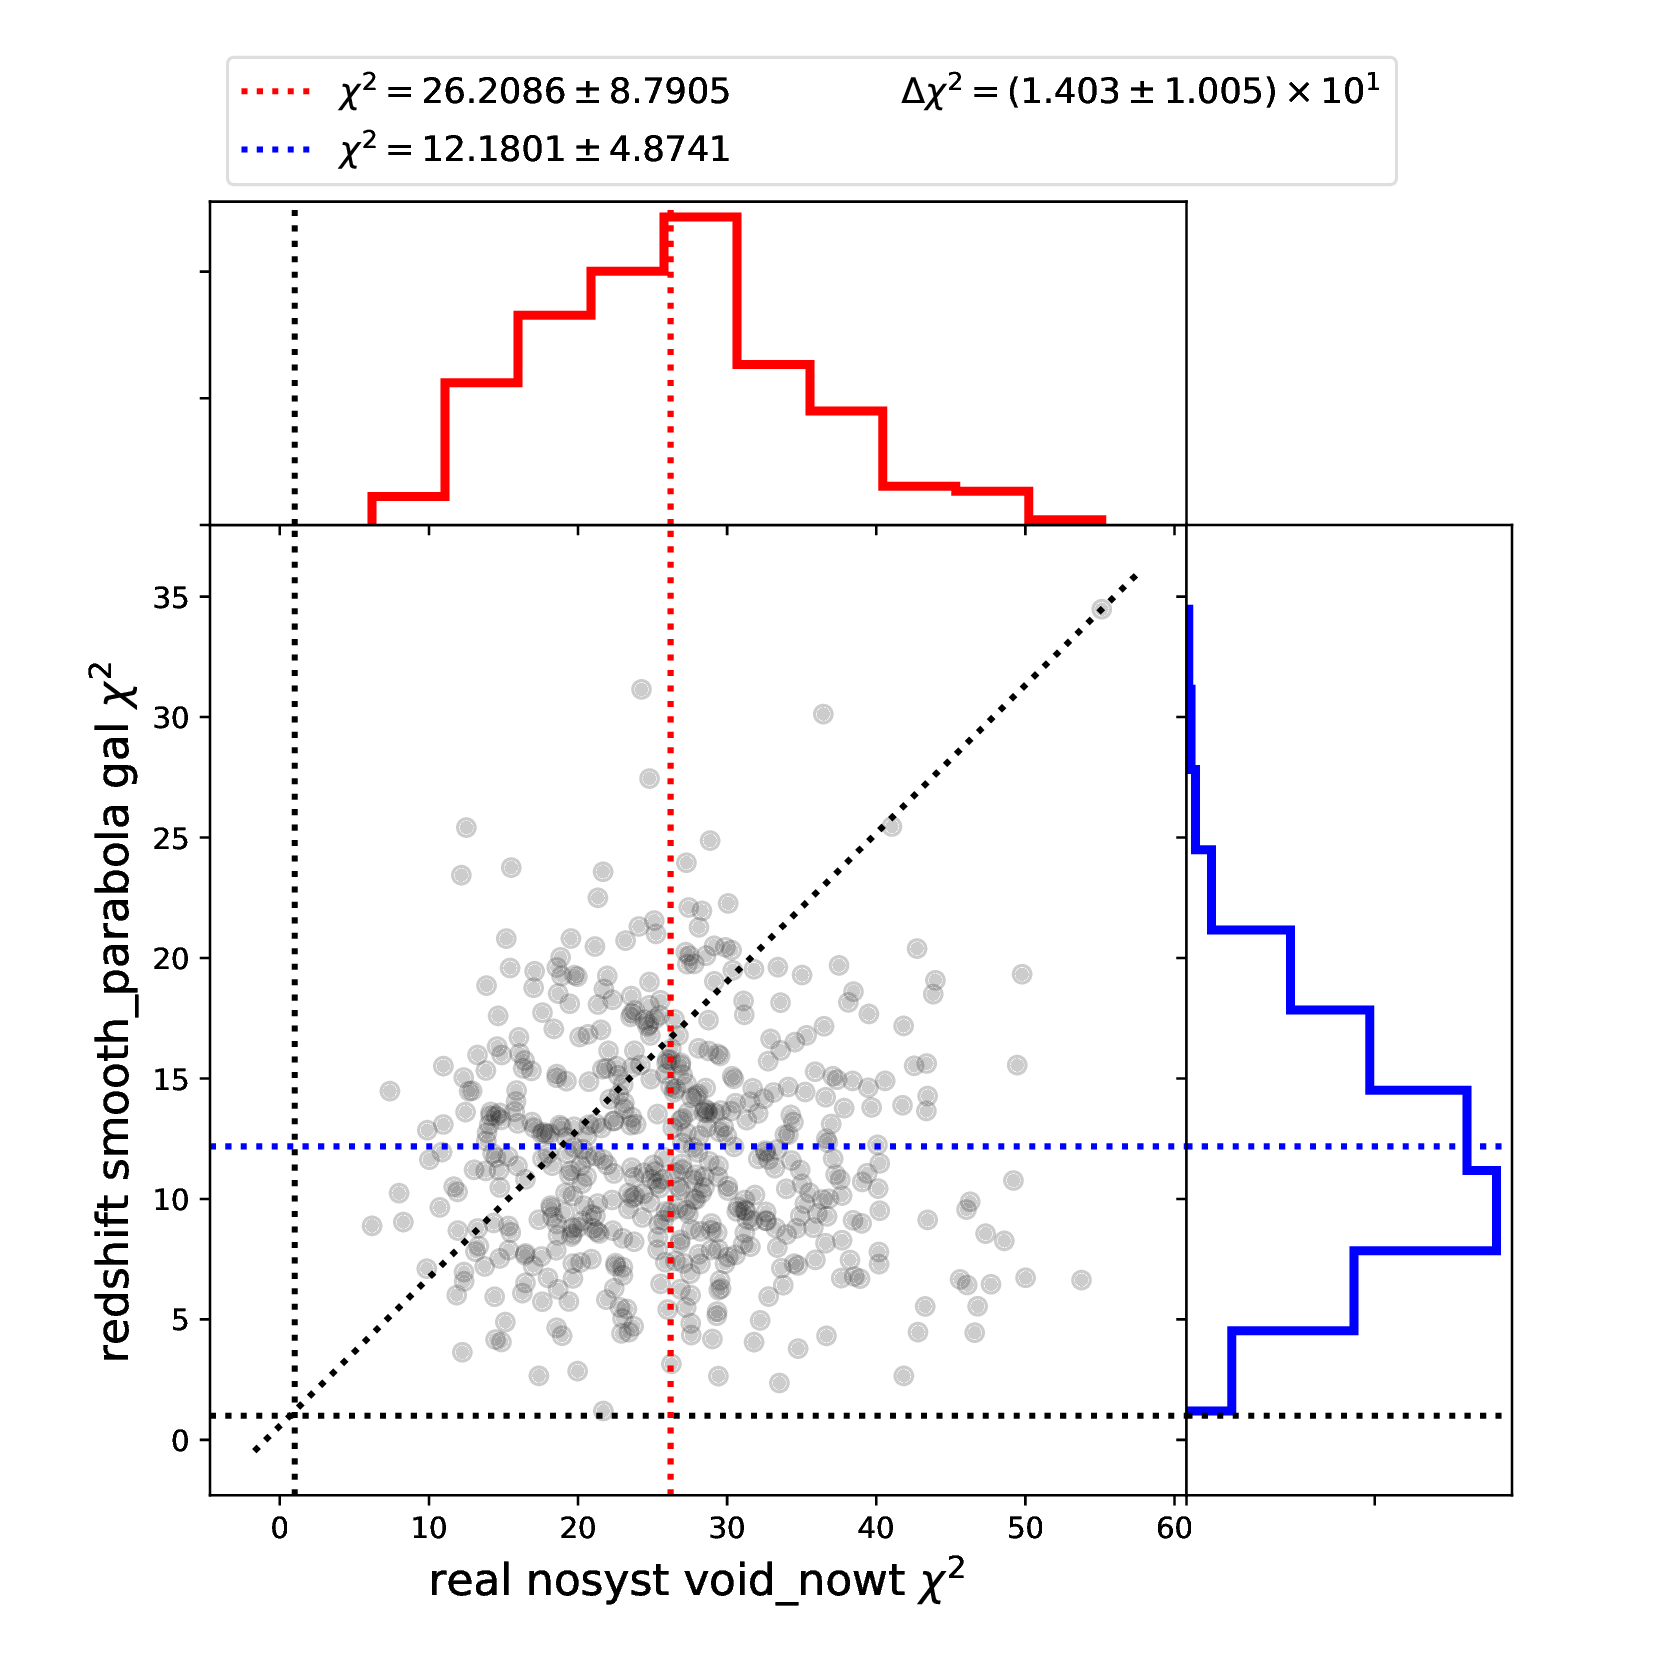 χ² = 26.2086 ± 8.7905
χ² = 12.1801 ± 4.8741
Δχ² = (1.403 ± 1.005) × 10¹
redshift smooth_parabola gal χ²
35
30
25
20
15
10
5
0
0 10 20 30 40 50 60
real nosyst void_nowt χ²